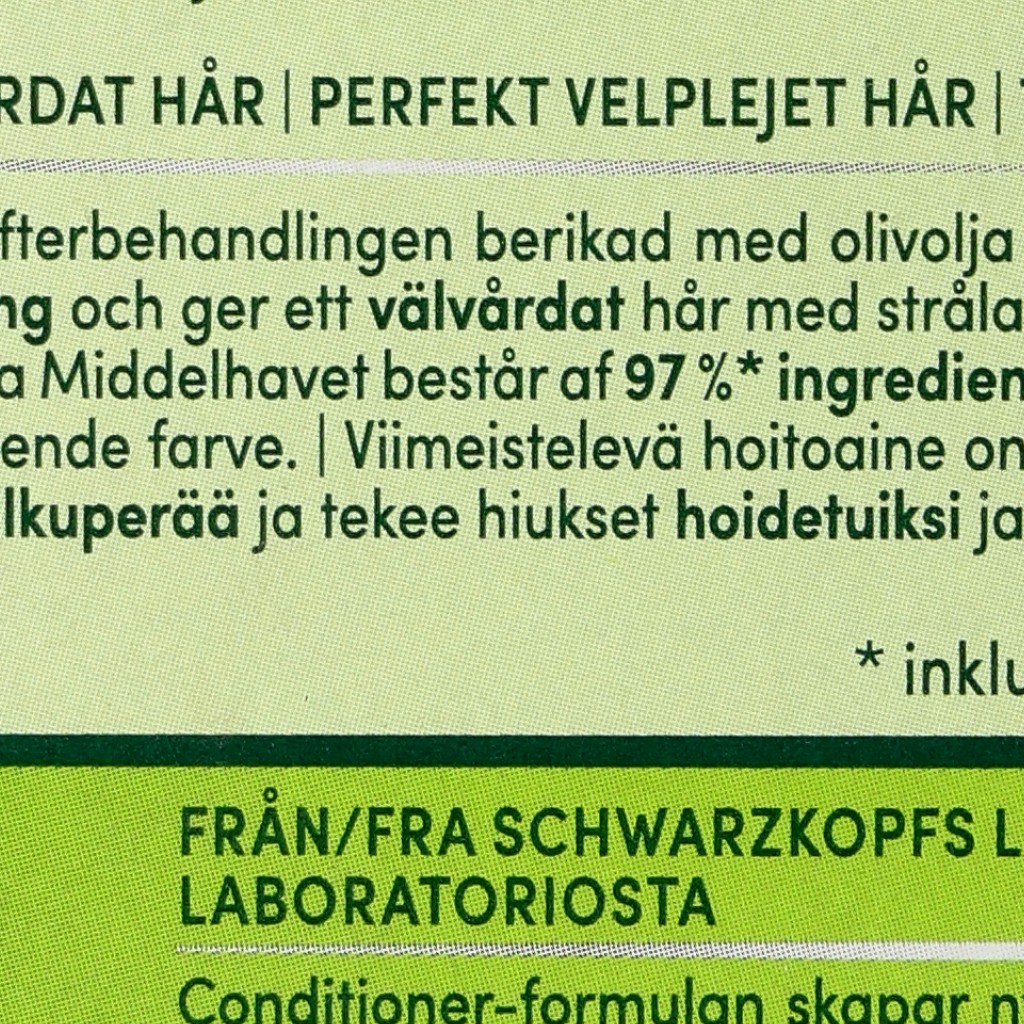 RDAT HÅR | PERFEKT VELPLEJET HÅR |
fterbehandlingen berikad med olivolja
ng och ger ett välvårdat hår med stråla
a Middelhavet består af 97 %* ingredien
ende farve. | Viimeistelevä hoitoaine on
lkuperää ja tekee hiukset hoidetuiksi ja
* inklu
FRÅN/FRA SCHWARZKOPFS L
LABORATORIOSTA
Conditioner-formulan skapar n